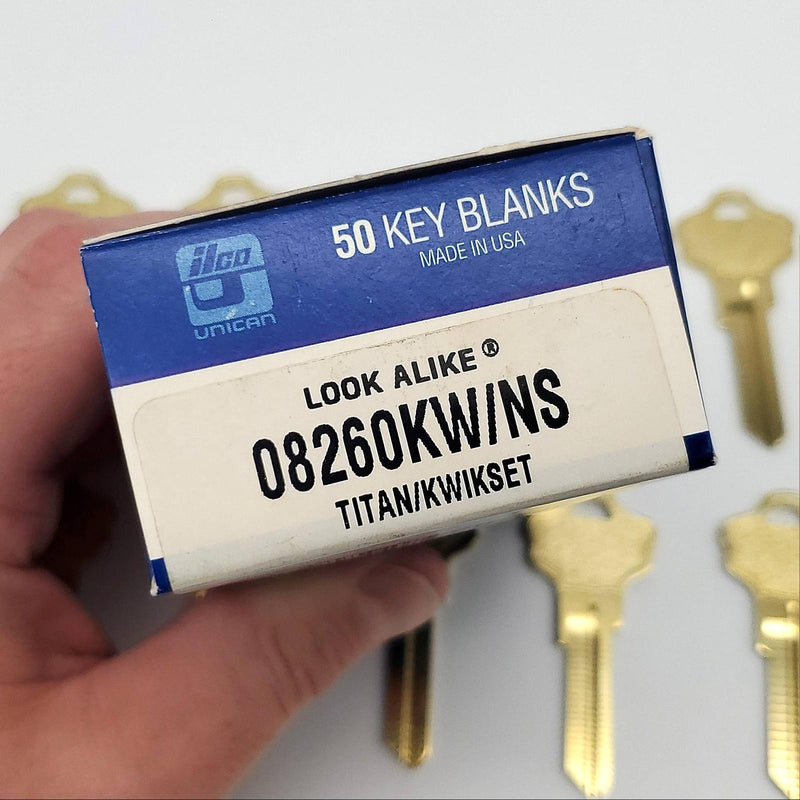 ilco
UNICAN
50 KEY BLANKS
MADE IN USA
LOOK ALIKE®
08260KW/NS
TITAN/KWIKSET